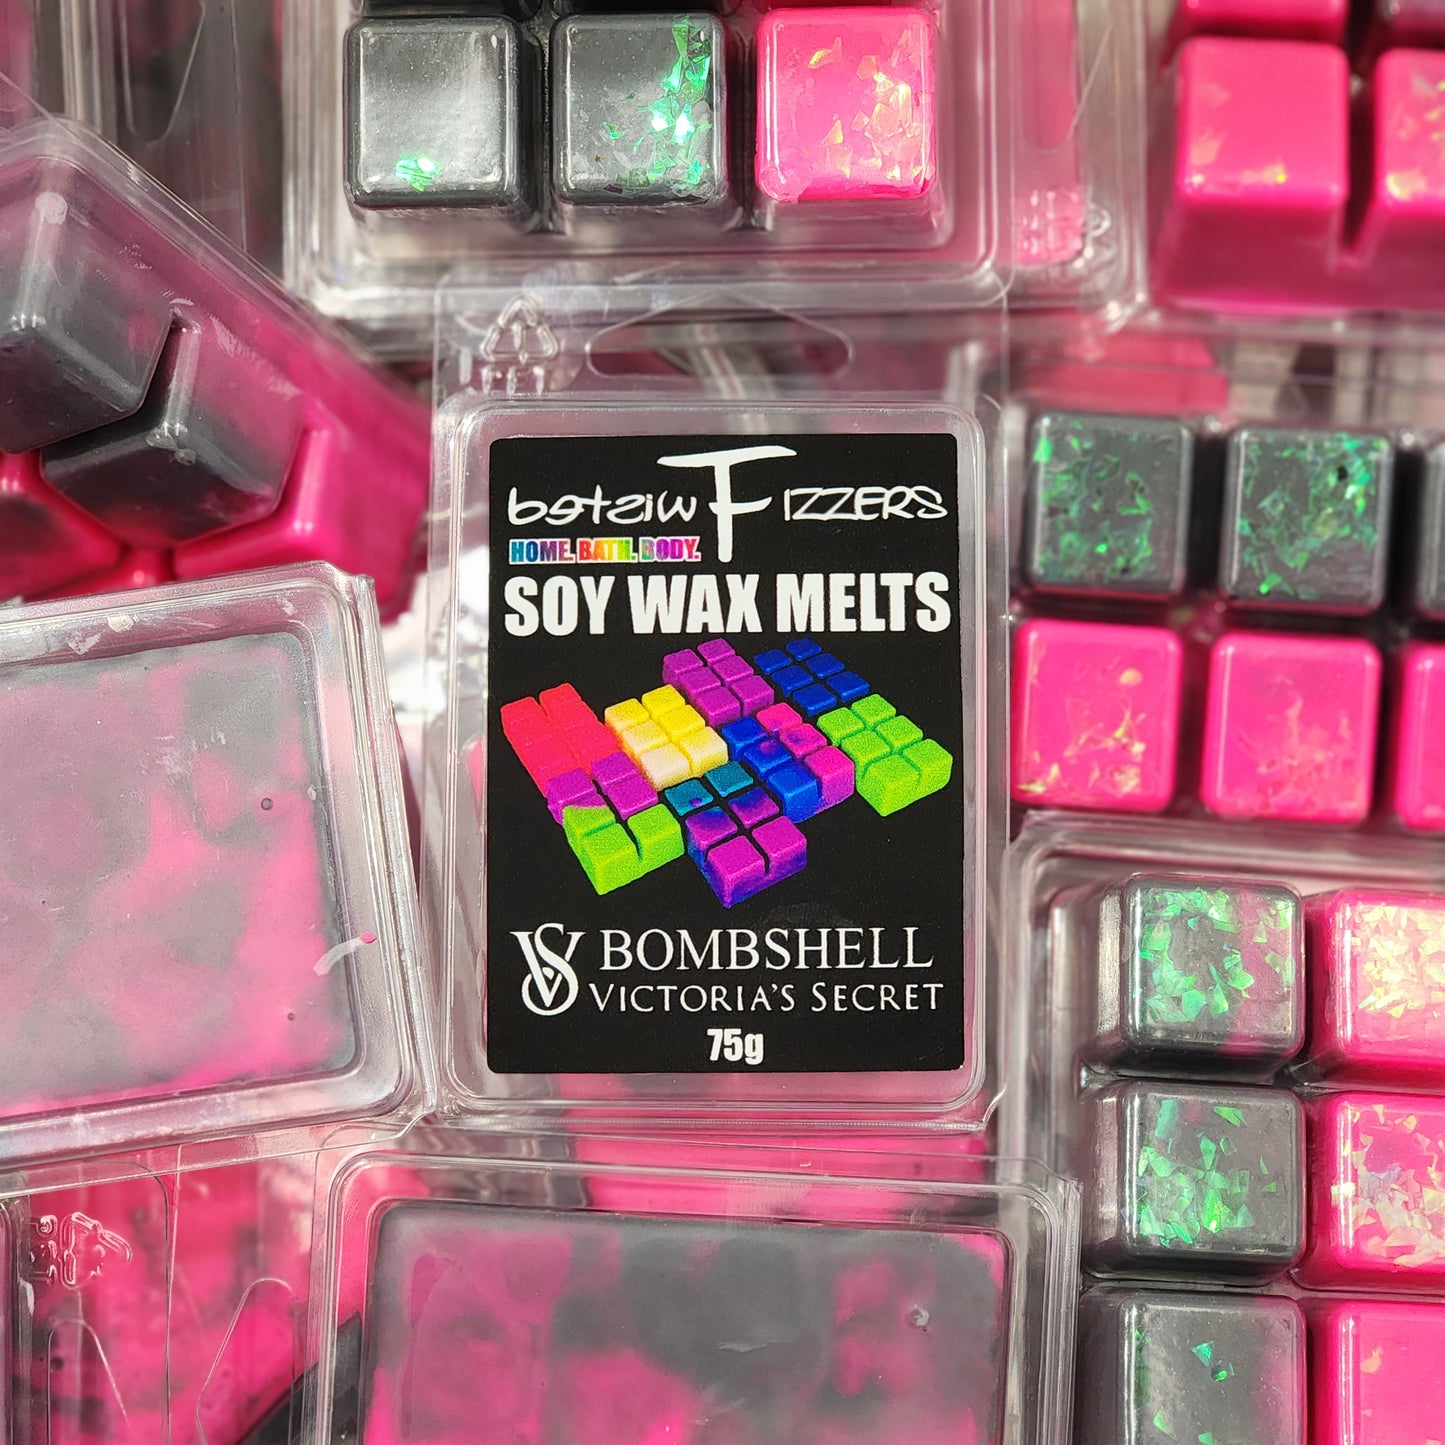 Twisted FIZZERS
HOME. BATH. BODY.
SOY WAX MELTS
VS BOMBSHELL
VICTORIA'S SECRET
75g